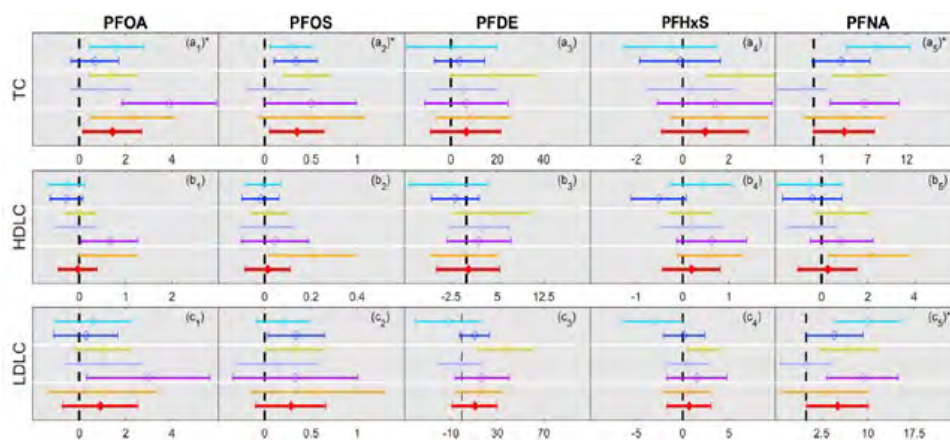 PFOA PFOS PFDE PFHxS PFNA
TC (a1)* (a2)* (a3) (a4) (a5)*
0 2 4 0 0.5 1 0 20 40 -2 0 2 1 7 12
HDLC (b1) (b2) (b3) (b4) (b5)
0 1 2 0 0.2 0.4 -2.5 5 12.5 -1 0 1 0 2 4
LDLC (c1) (c2) (c3) (c4) (c5)*
0 2 4 0 0.5 1 -10 30 70 -5 0 5 2.5 10 17.5